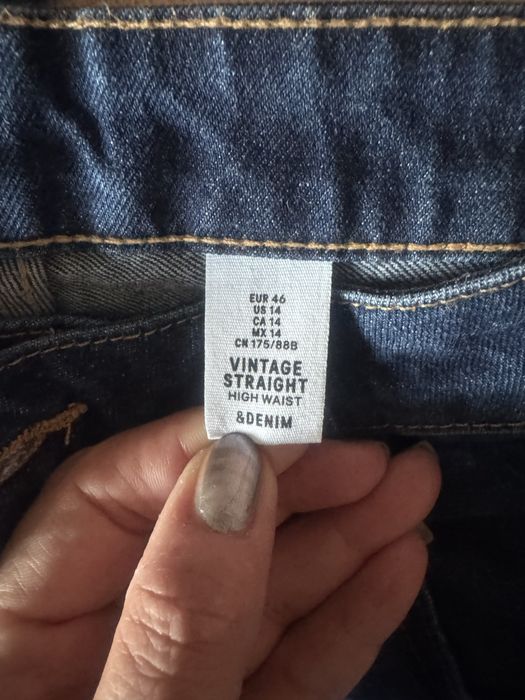 EUR 46
US 14
CA 14
MX 14
CN 175/88B
VINTAGE
STRAIGHT
HIGH WAIST
&DENIM